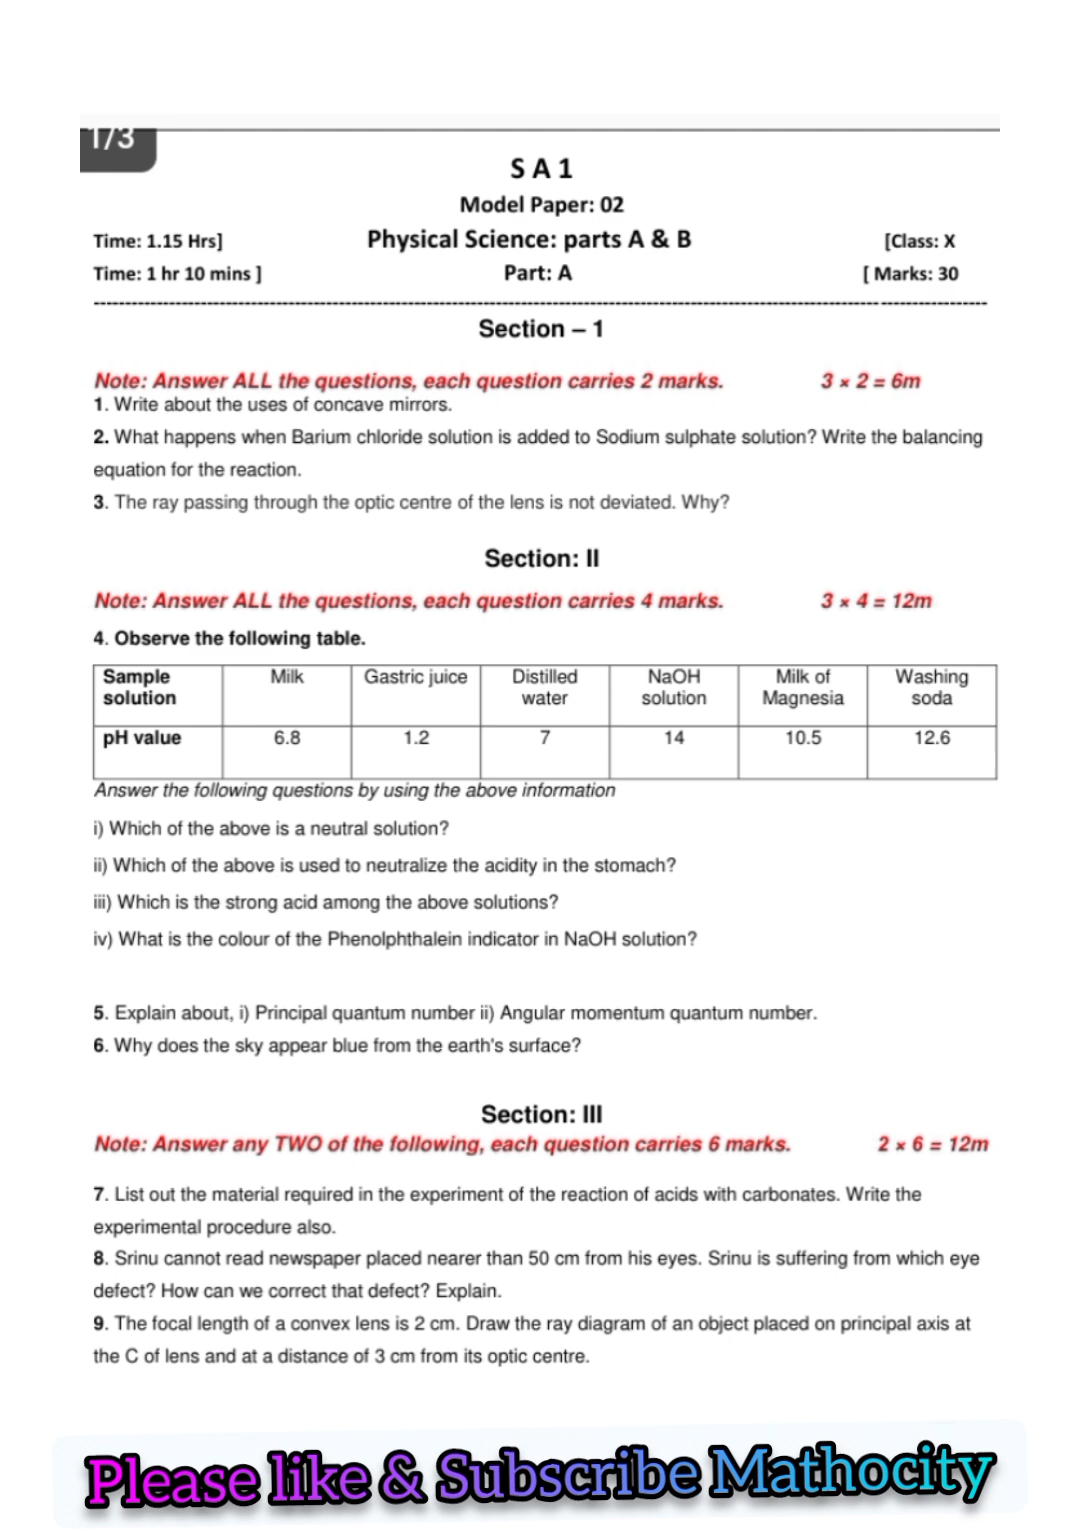 1/3
S A 1
Model Paper: 02
Time: 1.15 Hrs] Physical Science: parts A & B [Class: X
Time: 1 hr 10 mins ] Part: A [ Marks: 30
Section – 1
Note: Answer ALL the questions, each question carries 2 marks. 3 × 2 = 6m
1. Write about the uses of concave mirrors.
2. What happens when Barium chloride solution is added to Sodium sulphate solution? Write the balancing
equation for the reaction.
3. The ray passing through the optic centre of the lens is not deviated. Why?
Section: II
Note: Answer ALL the questions, each question carries 4 marks. 3 × 4 = 12m
4. Observe the following table.
Sample Milk Gastric juice Distilled NaOH Milk of Washing
solution water solution Magnesia soda
pH value 6.8 1.2 7 14 10.5 12.6
Answer the following questions by using the above information
i) Which of the above is a neutral solution?
ii) Which of the above is used to neutralize the acidity in the stomach?
iii) Which is the strong acid among the above solutions?
iv) What is the colour of the Phenolphthalein indicator in NaOH solution?
5. Explain about, i) Principal quantum number ii) Angular momentum quantum number.
6. Why does the sky appear blue from the earth's surface?
Section: III
Note: Answer any TWO of the following, each question carries 6 marks. 2 × 6 = 12m
7. List out the material required in the experiment of the reaction of acids with carbonates. Write the
experimental procedure also.
8. Srinu cannot read newspaper placed nearer than 50 cm from his eyes. Srinu is suffering from which eye
defect? How can we correct that defect? Explain.
9. The focal length of a convex lens is 2 cm. Draw the ray diagram of an object placed on principal axis at
the C of lens and at a distance of 3 cm from its optic centre.
Please like & Subscribe Mathocity